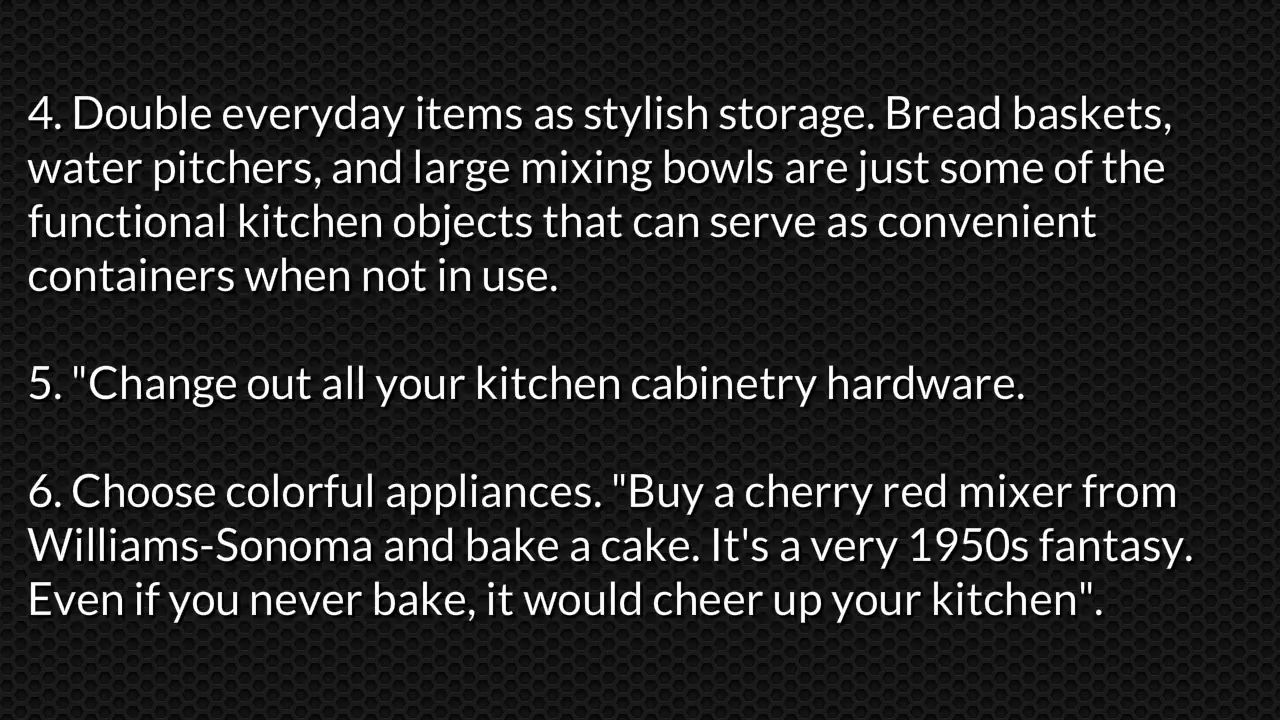 4. Double everyday items as stylish storage. Bread baskets,
water pitchers, and large mixing bowls are just some of the
functional kitchen objects that can serve as convenient
containers when not in use.
5. "Change out all your kitchen cabinetry hardware.
6. Choose colorful appliances. "Buy a cherry red mixer from
Williams-Sonoma and bake a cake. It's a very 1950s fantasy.
Even if you never bake, it would cheer up your kitchen".